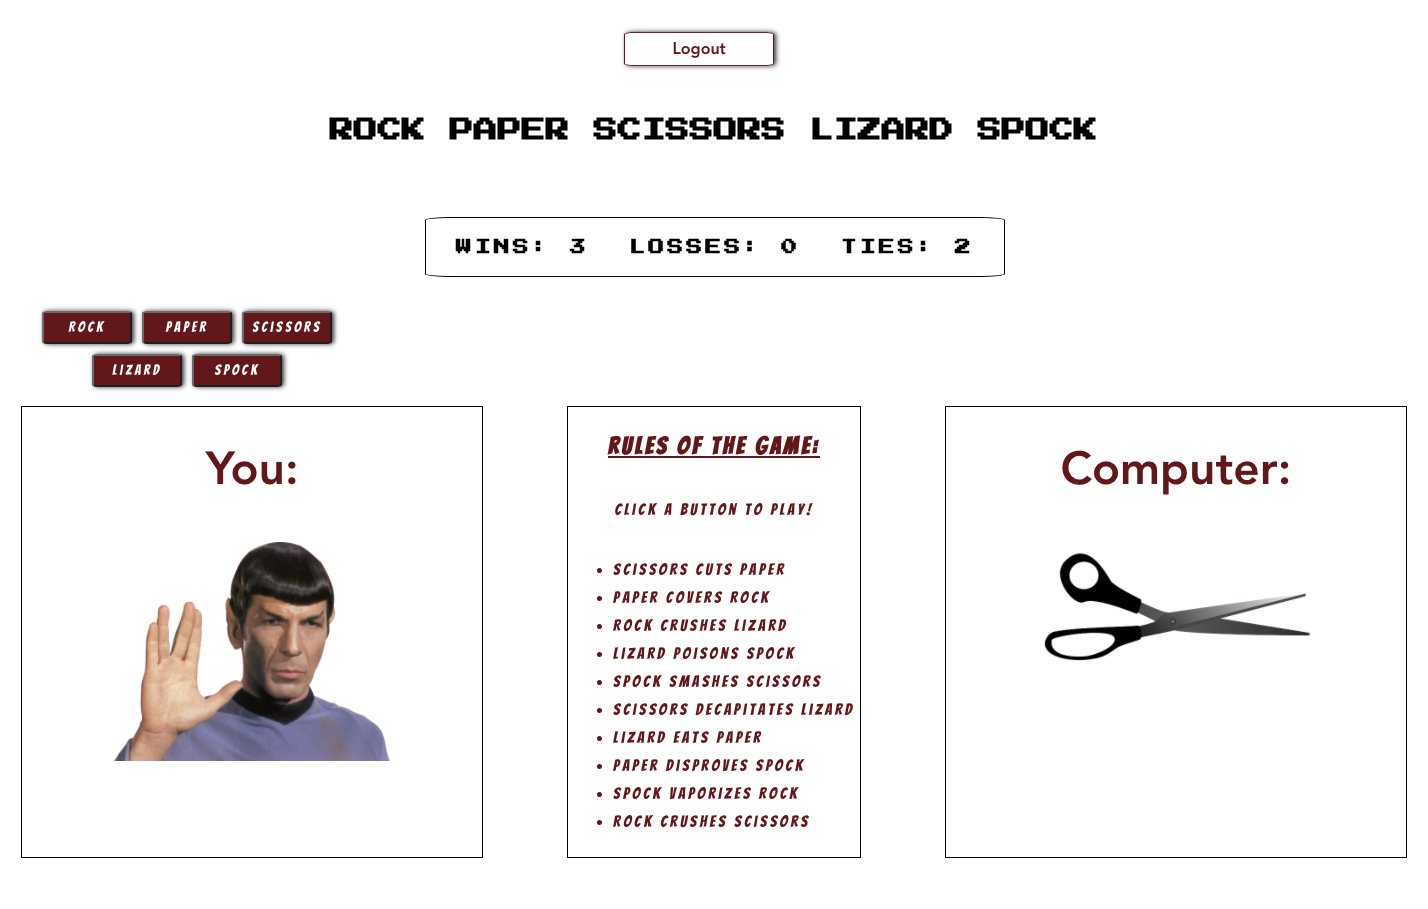 Logout
ROCK PAPER SCISSORS LIZARD SPOCK
WINS: 3 LOSSES: 0 TIES: 2
ROCK PAPER SCISSORS
LIZARD SPOCK
You:
RULES OF THE GAME:
CLICK A BUTTON TO PLAY!
• SCISSORS CUTS PAPER
• PAPER COVERS ROCK
• ROCK CRUSHES LIZARD
• LIZARD POISONS SPOCK
• SPOCK SMASHES SCISSORS
• SCISSORS DECAPITATES LIZARD
• LIZARD EATS PAPER
• PAPER DISPROVES SPOCK
• SPOCK VAPORIZES ROCK
• ROCK CRUSHES SCISSORS
Computer: